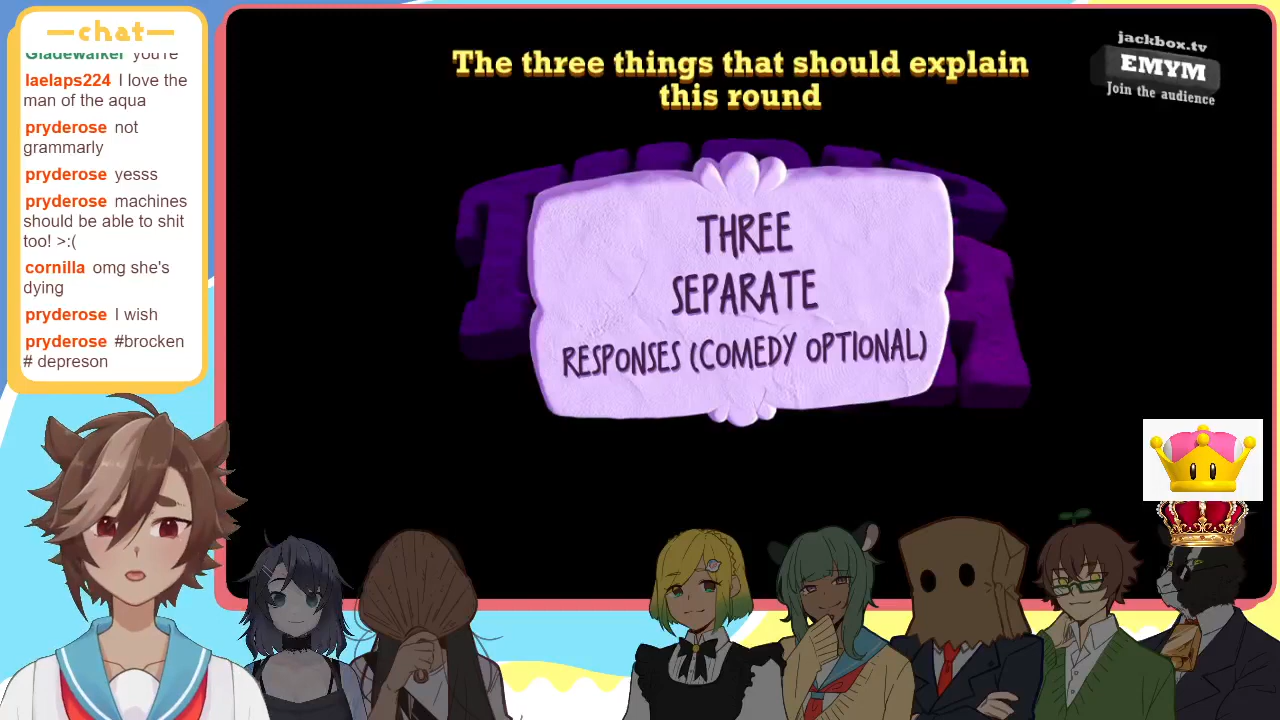 chat
Gladewalker you're
laelaps224 I love the
man of the aqua
pryderose not
grammarly
pryderose yesss
pryderose machines
should be able to shit
too! >:(
cornilla omg she's
dying
pryderose I wish
pryderose #brocken
# depreson
The three things that should explain
this round
jackbox.tv
EMYM
Join the audience
THREE
SEPARATE
RESPONSES (COMEDY OPTIONAL)